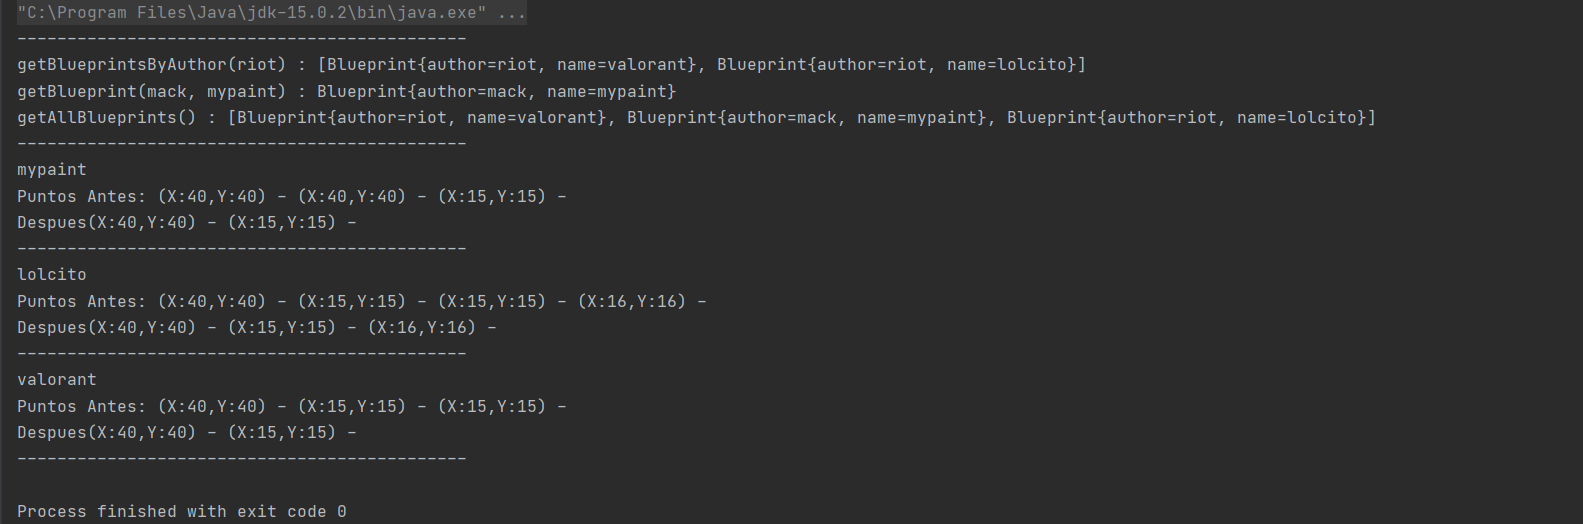 "C:\Program Files\Java\jdk-15.0.2\bin\java.exe" ...
---------------------------------------------
getBlueprintsByAuthor(riot) : [Blueprint{author=riot, name=valorant}, Blueprint{author=riot, name=lolcito}]
getBlueprint(mack, mypaint) : Blueprint{author=mack, name=mypaint}
getAllBlueprints() : [Blueprint{author=riot, name=valorant}, Blueprint{author=mack, name=mypaint}, Blueprint{author=riot, name=lolcito}]
---------------------------------------------
mypaint
Puntos Antes: (X:40,Y:40) - (X:40,Y:40) - (X:15,Y:15) -
Despues(X:40,Y:40) - (X:15,Y:15) -
---------------------------------------------
lolcito
Puntos Antes: (X:40,Y:40) - (X:15,Y:15) - (X:15,Y:15) - (X:16,Y:16) -
Despues(X:40,Y:40) - (X:15,Y:15) - (X:16,Y:16) -
---------------------------------------------
valorant
Puntos Antes: (X:40,Y:40) - (X:15,Y:15) - (X:15,Y:15) -
Despues(X:40,Y:40) - (X:15,Y:15) -
---------------------------------------------
Process finished with exit code 0